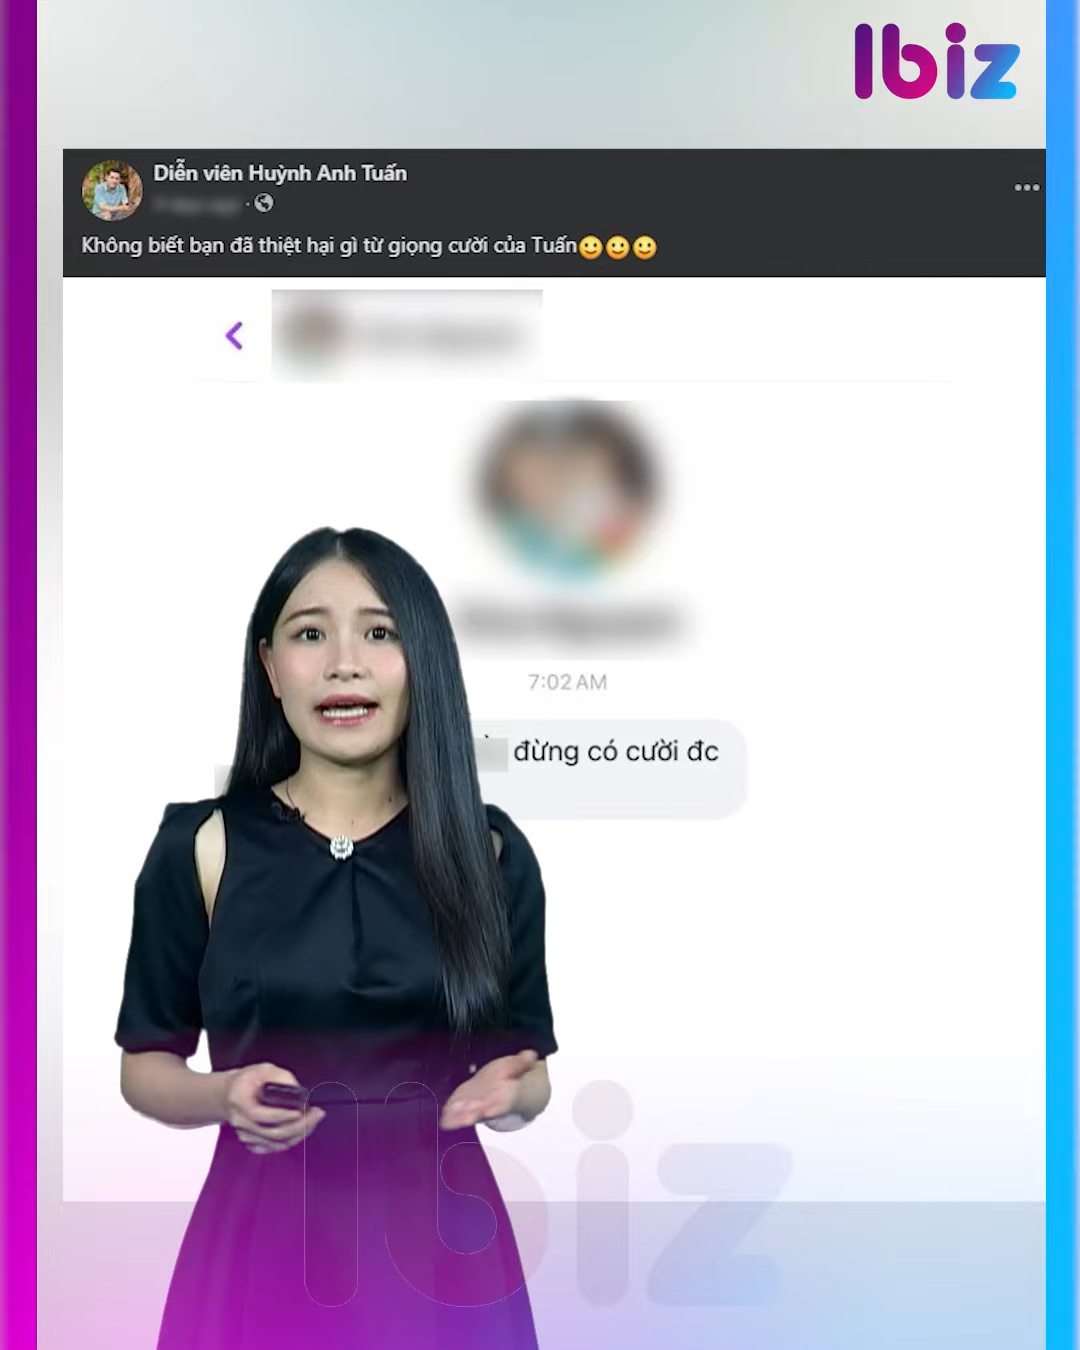 Ibiz
Diễn viên Huỳnh Anh Tuấn
Không biết bạn đã thiệt hại gì từ giọng cười của Tuấn
7:02 AM
đừng có cười đc
Ibiz